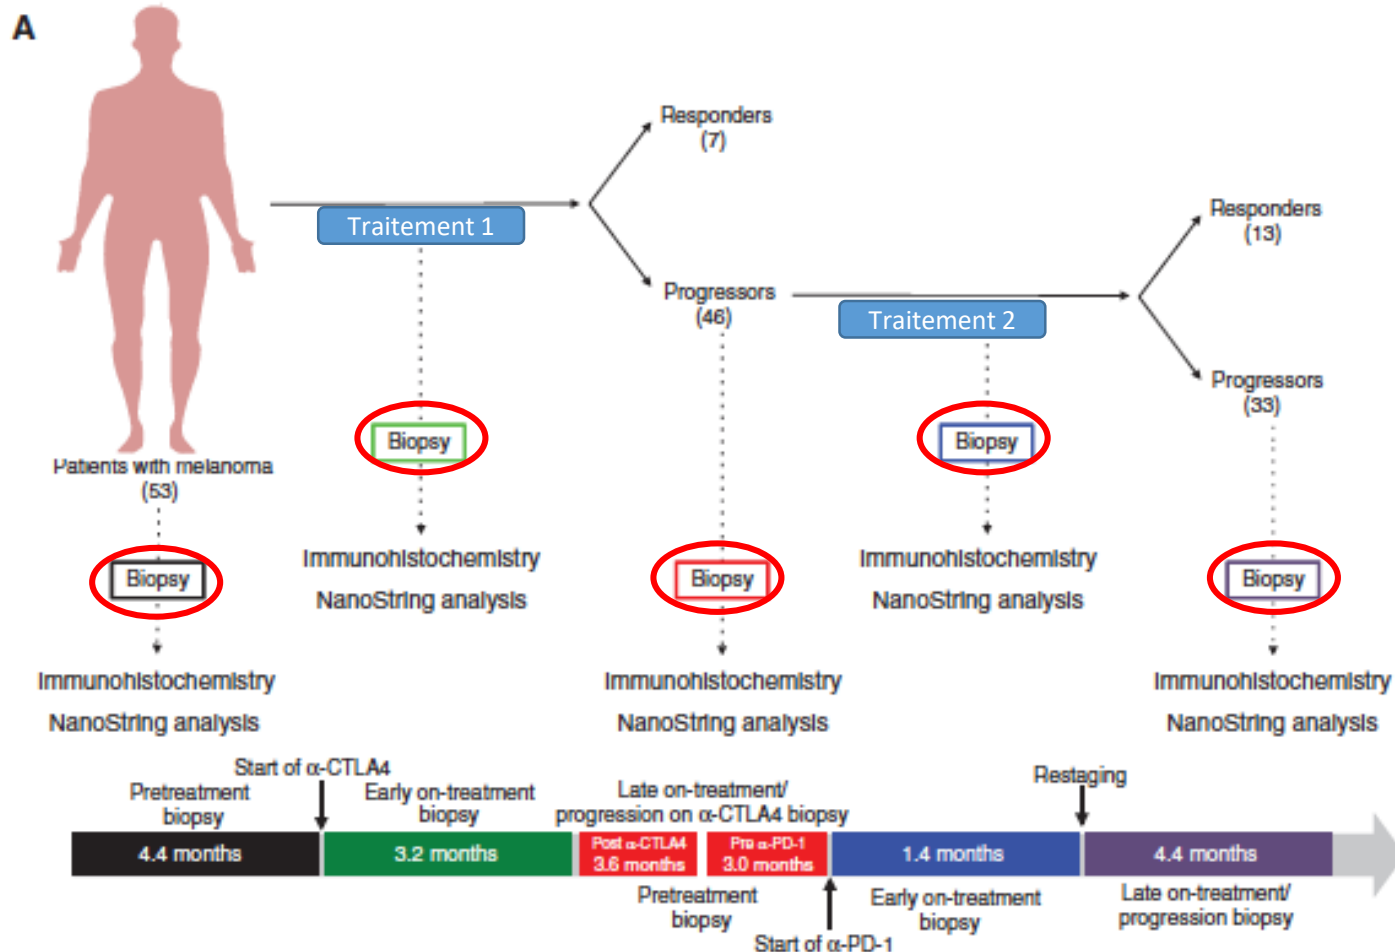 A
Responders
(7)
Traitement 1
Responders
(13)
Progressors
(46)
Traitement 2
Progressors
(33)
Biopsy
Biopsy
Patients with melanoma
(53)
Immunohistochemistry
NanoString analysis
Immunohistochemistry
NanoString analysis
Biopsy
Biopsy
Biopsy
Immunohistochemistry
NanoString analysis
Immunohistochemistry
NanoString analysis
Immunohistochemistry
NanoString analysis
Start of α-CTLA4
Pretreatment
biopsy
Early on-treatment
biopsy
Late on-treatment/
progression on α-CTLA4 biopsy
Restaging
4.4 months
3.2 months
Post α-CTLA4
3.6 months
Pre α-PD-1
3.0 months
1.4 months
4.4 months
Pretreatment
biopsy
Start of α-PD-1
Early on-treatment
biopsy
Late on-treatment/
progression biopsy